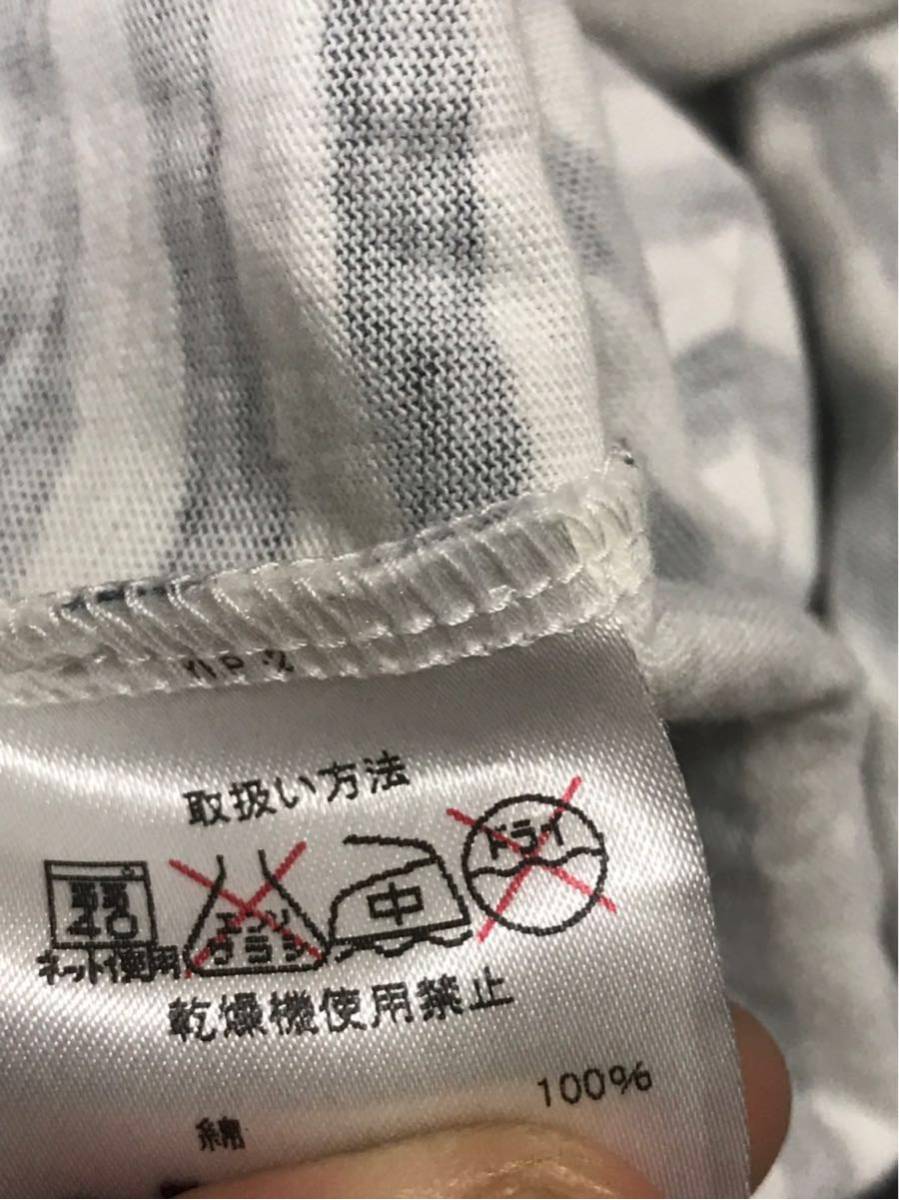 取扱い方法
弱 40 エンソ サラシ 中 ドライ
ネット使用
乾燥機使用禁止
綿 100%